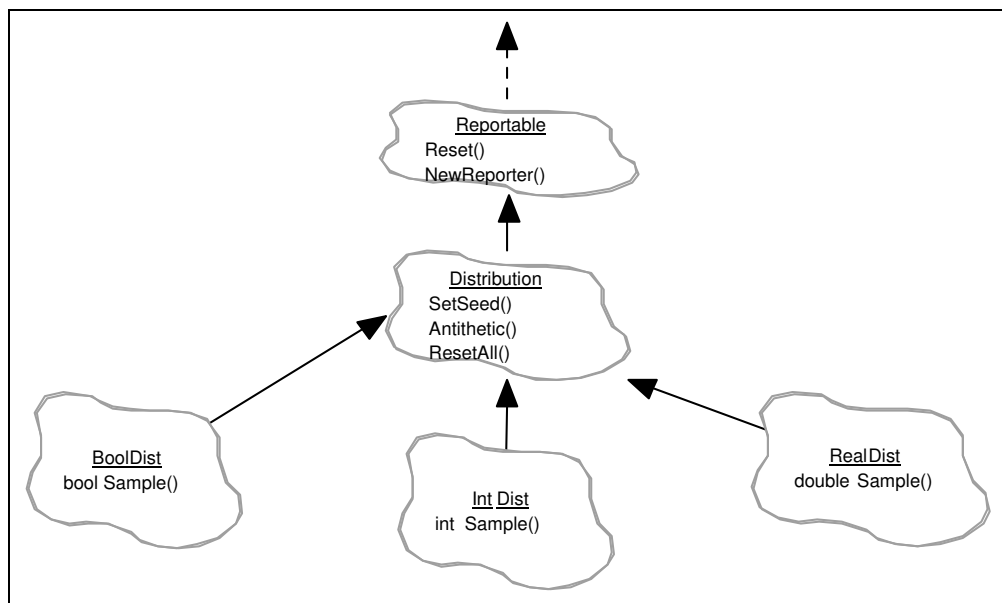 Reportable
Reset()
NewReporter()
Distribution
SetSeed()
Antithetic()
ResetAll()
BoolDist
bool Sample()
Int Dist
int Sample()
RealDist
double Sample()